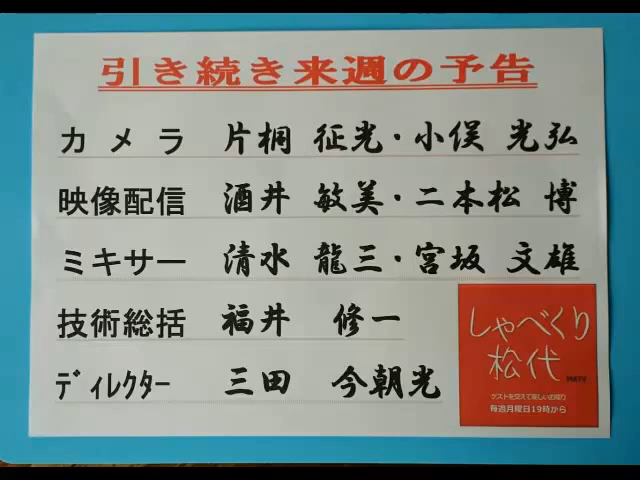 引き続き来週の予告
カメラ 片桐 征光・小俣 光弘
映像配信 酒井 敏美・二本松 博
ミキサー 清水 龍三・宮坂 文雄
技術総括 福井 修一
ディレクター 三田 今朝光
しゃべくり
松代
ゲストを交えて楽しいお喋り
毎週月曜日19時から